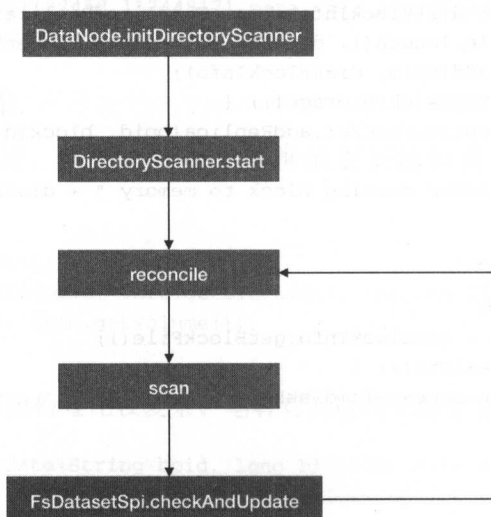 DataNode.initDirectoryScanner
DirectoryScanner.start
reconcile
scan
FsDatasetSpi.checkAndUpdate